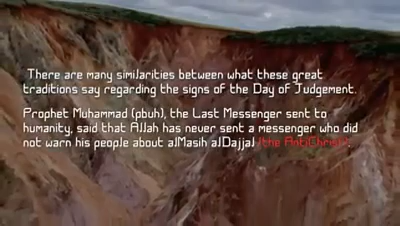 There are many similarities between what these great
traditions say regarding the signs of the Day of Judgement.
Prophet Muhammad (pbuh), the Last Messenger sent to
humanity, said that Allah has never sent a messenger who did
not warn his people about alMasih alDajjal (the AntiChrist).